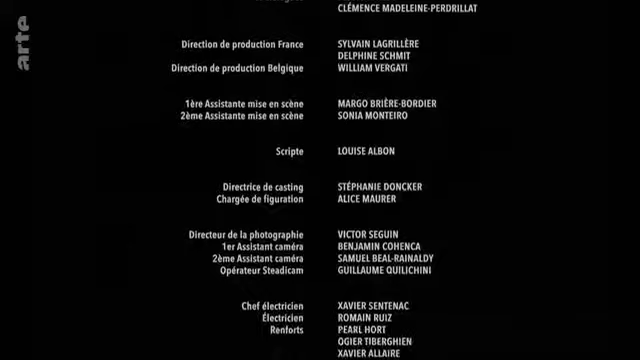 arte
CLÉMENCE MADELEINE-PERDRILLAT
Direction de production France SYLVAIN LAGRILLÈRE
DELPHINE SCHMIT
Direction de production Belgique WILLIAM VERGATI
1ère Assistante mise en scène MARGO BRIÈRE-BORDIER
2ème Assistante mise en scène SONIA MONTEIRO
Scripte LOUISE ALBON
Directrice de casting STÉPHANIE DONCKER
Chargée de figuration ALICE MAURER
Directeur de la photographie VICTOR SEGUIN
1er Assistant caméra BENJAMIN COHENCA
2ème Assistant caméra SAMUEL BEAL-RAINALDY
Opérateur Steadicam GUILLAUME QUILICHINI
Chef électricien XAVIER SENTENAC
Électricien ROMAIN RUIZ
Renforts PEARL HORT
OGIER TIBERGHIEN
XAVIER ALLAIRE